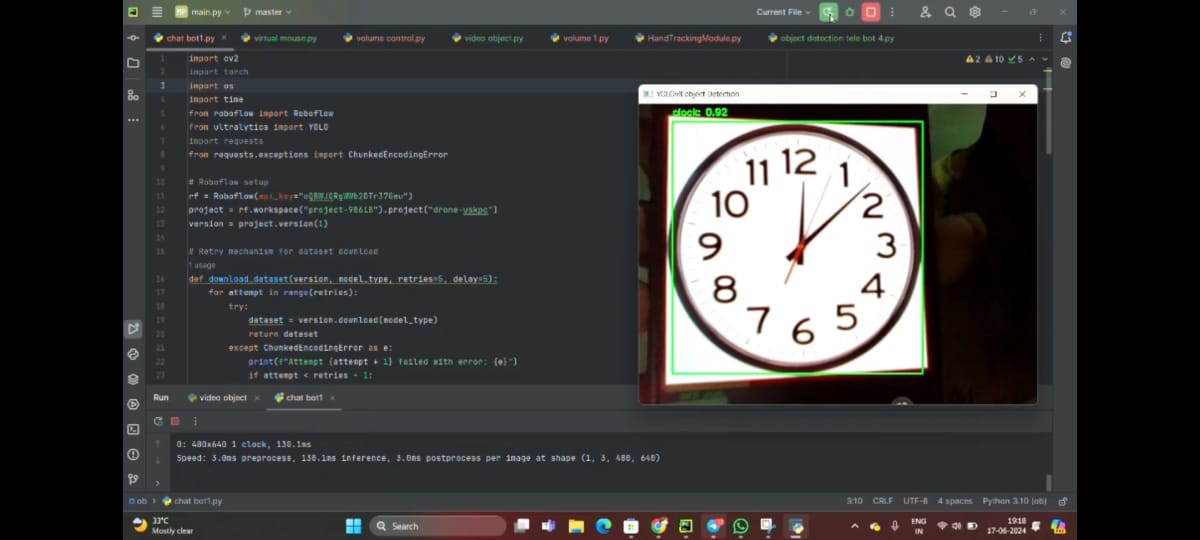 main.py
master
Current File
chat bot1.py
virtual mouse.py
volume control.py
video object.py
volume 1.py
HandTrackingModule.py
object detection tele bot 4.py
2 10 5
1 import cv2
2 import torch
3 import os
4 import time
5 from roboflow import Roboflow
6 from ultralytics import YOLO
7 import requests
8 from requests.exceptions import ChunkedEncodingError
9
10 # Roboflow setup
11 rf = Roboflow(api_key=
12 project = rf.workspace("project-98618").project("drone-uskpc")
13 version = project.version(1)
14
15 # Retry mechanism for dataset download
1 usage
16 def download_dataset(version, model_type, retries=5, delay=5):
17 for attempt in range(retries):
18 try:
19 dataset = version.download(model_type)
20 return dataset
21 except ChunkedEncodingError as e:
22 print(f"Attempt {attempt + 1} failed with error: {e}")
23 if attempt < retries - 1:
YOLOv8 Object Detection
clock: 0.92
12
11 1
10 2
9 3
8 4
7 5
6
Run
video object
chat bot1
0: 480x640 1 clock, 130.1ms
Speed: 3.0ms preprocess, 130.1ms inference, 3.0ms postprocess per image at shape (1, 3, 480, 640)
ob > chat bot1.py
3:10 CRLF UTF-8 4 spaces Python 3.10 (ob)
33°C
Mostly clear
Search
ENG
IN
19:18
17-06-2024